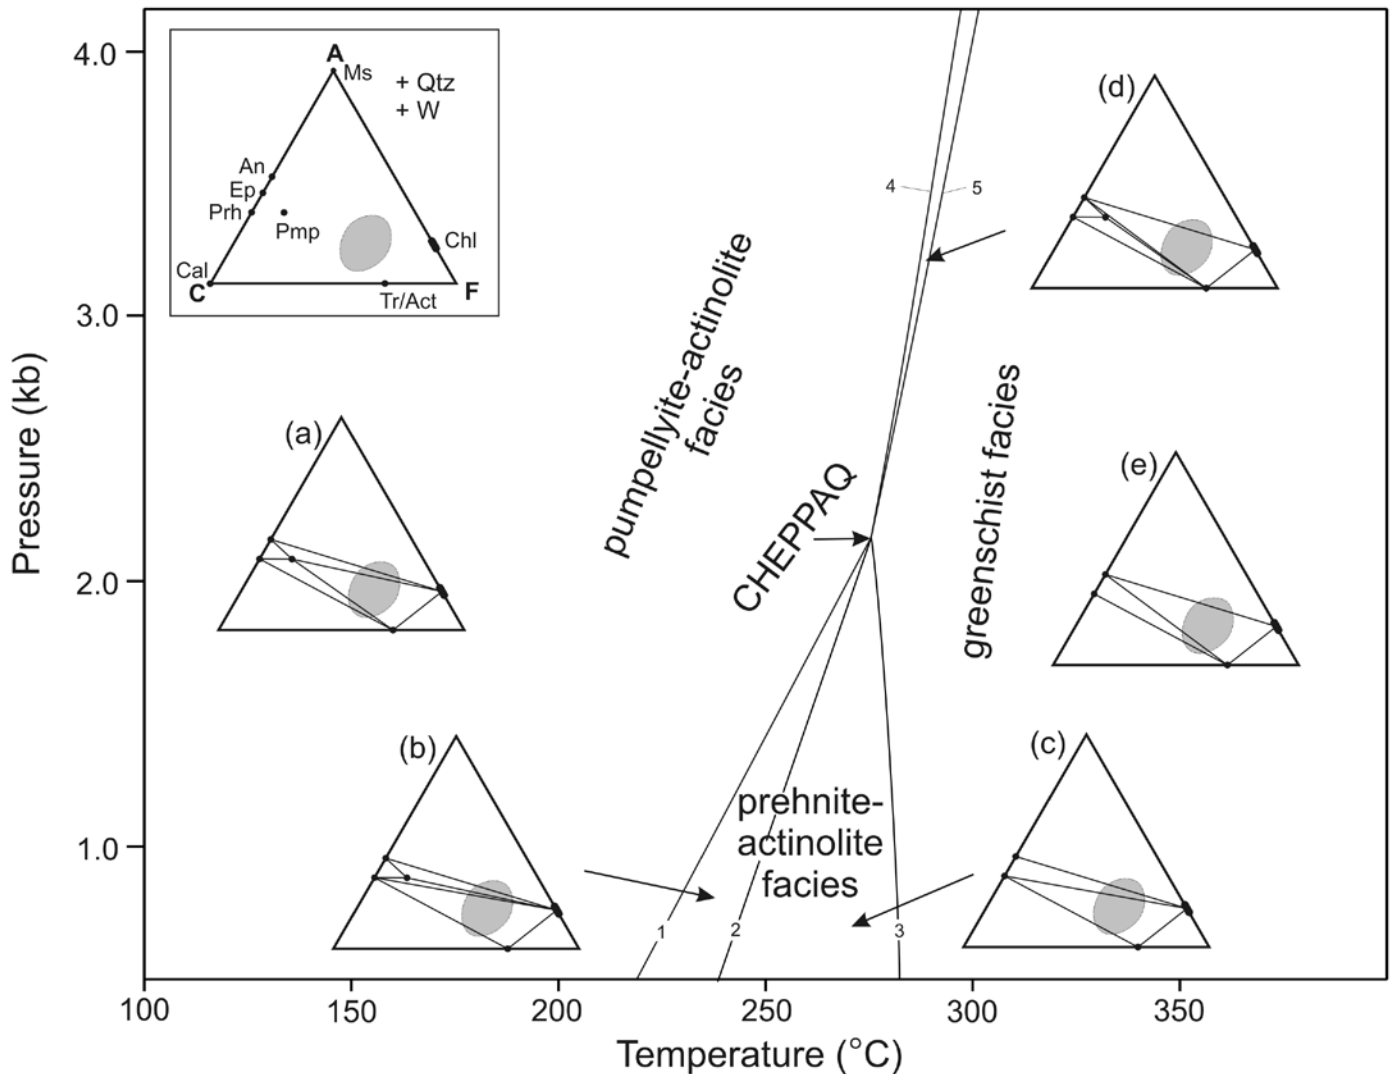 4.0
3.0
2.0
1.0
Pressure (kb)
A
Ms
+ Qtz
+ W
An
Ep
Prh
Pmp
Chl
Cal
C
F
Tr/Act
(d)
4
5
pumpellyite-actinolite
facies
greenschist facies
(a)
CHEPPAQ
(e)
(b)
prehnite-
actinolite
facies
(c)
1
2
3
100
150
200
250
300
350
Temperature (°C)